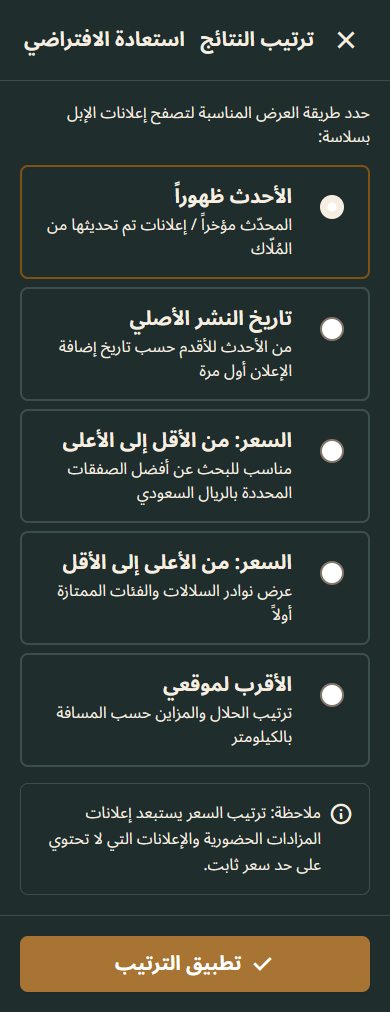 ترتيب النتائج
استعادة الافتراضي
حدد طريقة العرض المناسبة لتصفح إعلانات الإبل
بسلاسة:
الأحدث ظهوراً
المحدّث مؤخراً / إعلانات تم تحديثها من
المُلّاك
تاريخ النشر الأصلي
من الأحدث للأقدم حسب تاريخ إضافة
الإعلان أول مرة
السعر: من الأقل إلى الأعلى
مناسب للبحث عن أفضل الصفقات
المحددة بالريال السعودي
السعر: من الأعلى إلى الأقل
عرض نوادر السلالات والفئات الممتازة
أولاً
الأقرب لموقعي
ترتيب الحلال والمزاين حسب المسافة
بالكيلومتر
ملاحظة: ترتيب السعر يستبعد إعلانات
المزادات الحضورية والإعلانات التي لا تحتوي
على حد سعر ثابت.
تطبيق الترتيب